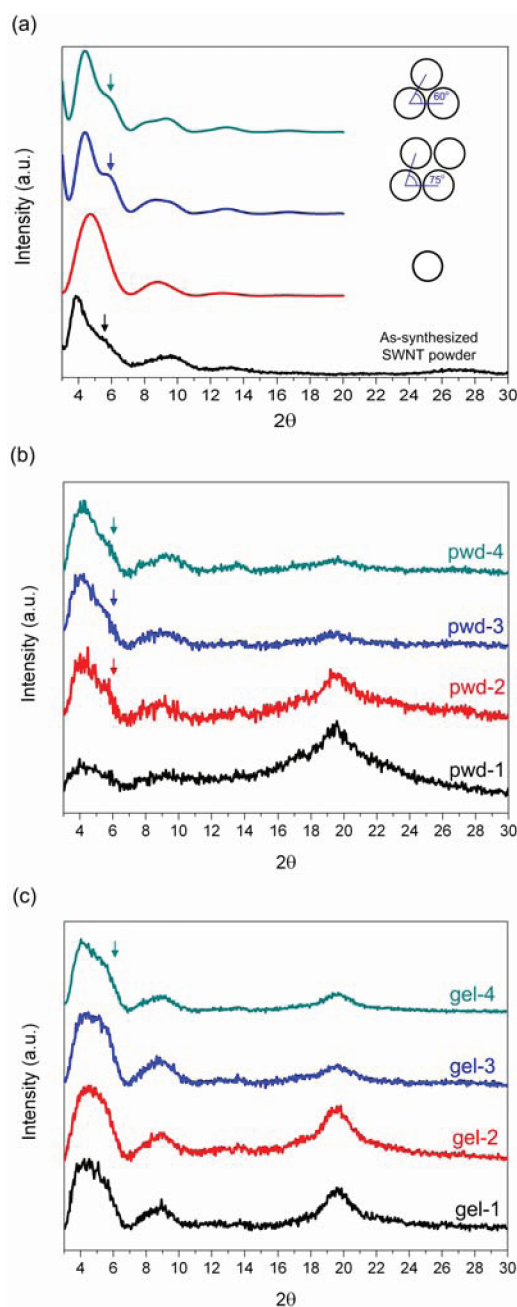 (a)
Intensity (a.u.)
60°
75°
As-synthesized
SWNT powder
4 6 8 10 12 14 16 18 20 22 24 26 28 30
2θ
(b)
Intensity (a.u.)
pwd-4
pwd-3
pwd-2
pwd-1
4 6 8 10 12 14 16 18 20 22 24 26 28 30
2θ
(c)
Intensity (a.u.)
gel-4
gel-3
gel-2
gel-1
4 6 8 10 12 14 16 18 20 22 24 26 28 30
2θ